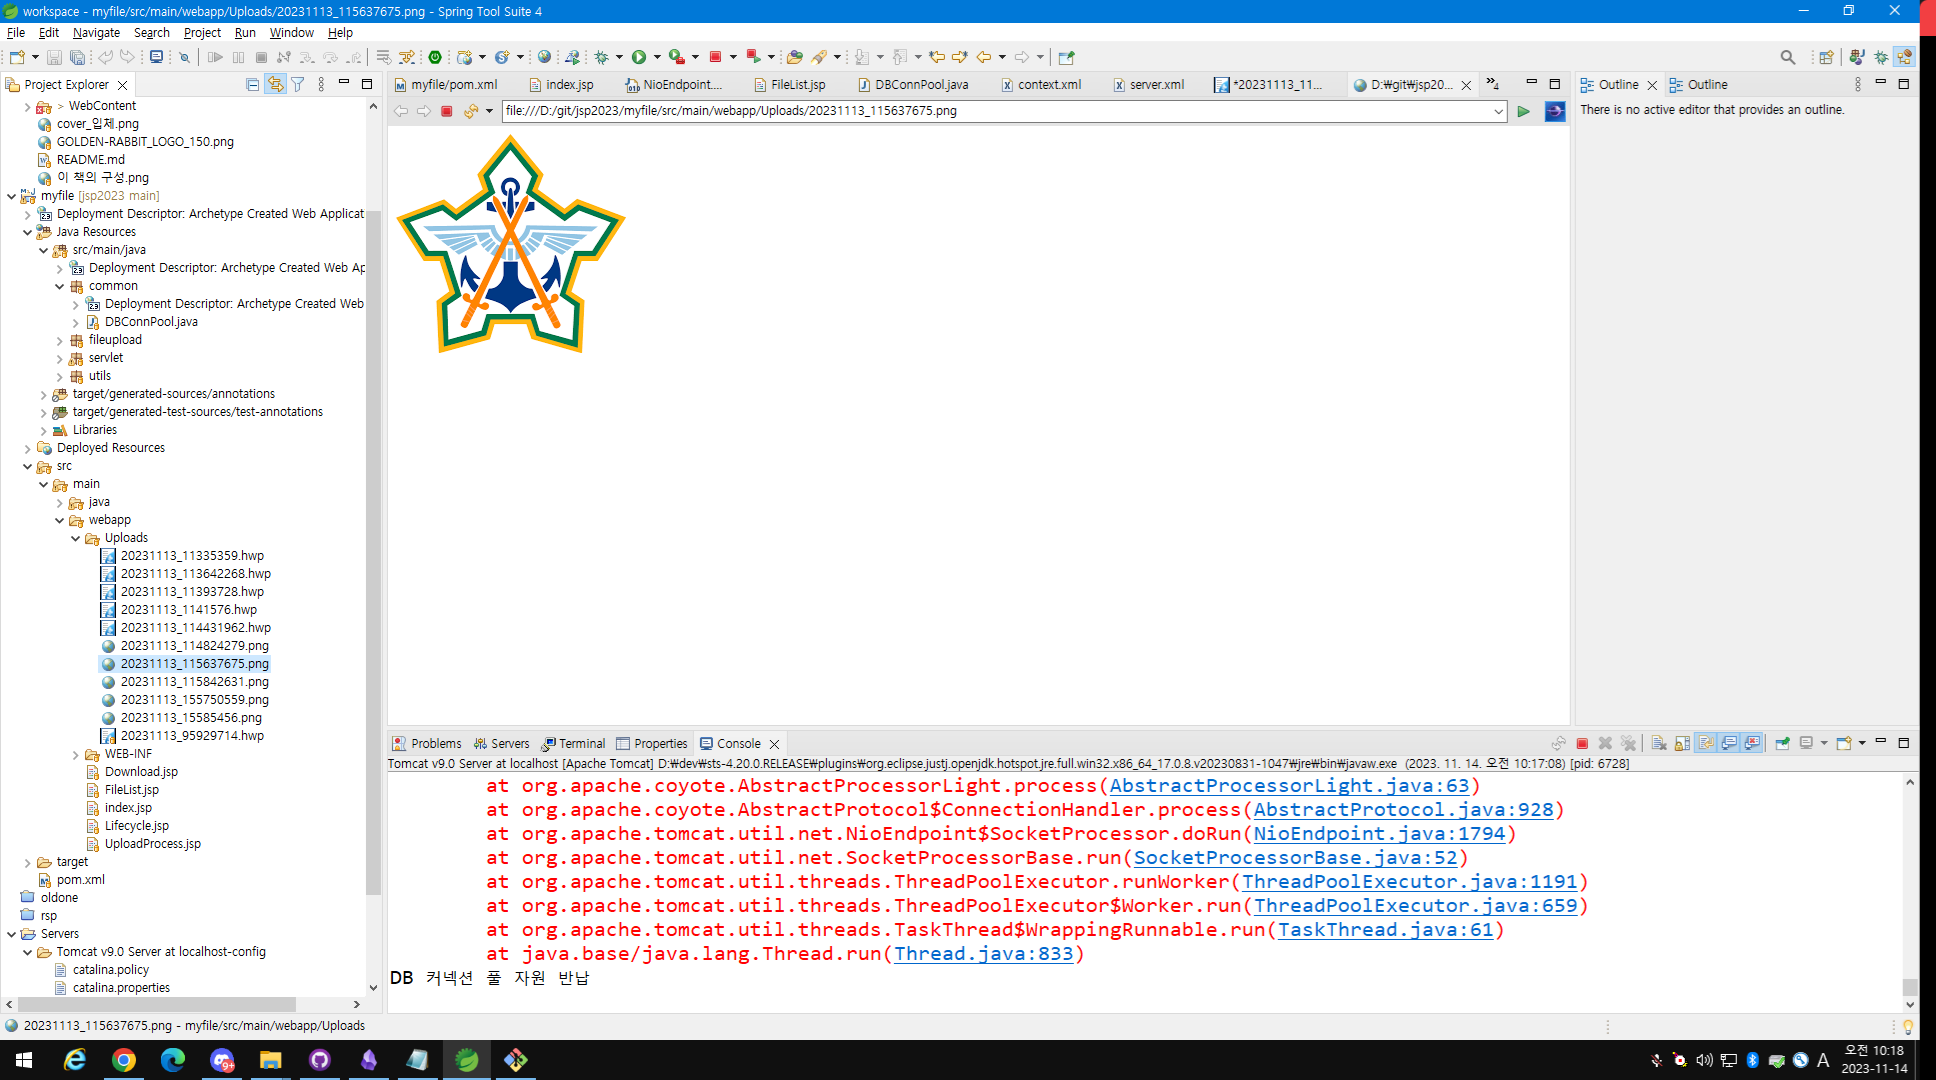 workspace - myfile/src/main/webapp/Uploads/20231113_115637675.png - Spring Tool Suite 4
File Edit Navigate Search Project Run Window Help
Project Explorer
> WebContent
cover_입체.png
GOLDEN-RABBIT_LOGO_150.png
README.md
이 책의 구성.png
myfile [jsp2023 main]
Deployment Descriptor: Archetype Created Web Applicat
Java Resources
src/main/java
Deployment Descriptor: Archetype Created Web Ap
common
Deployment Descriptor: Archetype Created Web
DBConnPool.java
fileupload
servlet
utils
target/generated-sources/annotations
target/generated-test-sources/test-annotations
Libraries
Deployed Resources
src
main
java
webapp
Uploads
20231113_11335359.hwp
20231113_113642268.hwp
20231113_11393728.hwp
20231113_1141576.hwp
20231113_114431962.hwp
20231113_114824279.png
20231113_115637675.png
20231113_115842631.png
20231113_155750559.png
20231113_15585456.png
20231113_95929714.hwp
WEB-INF
Download.jsp
FileList.jsp
index.jsp
Lifecycle.jsp
UploadProcess.jsp
target
pom.xml
oldone
rsp
Servers
Tomcat v9.0 Server at localhost-config
catalina.policy
catalina.properties
myfile/pom.xml index.jsp NioEndpoint.... FileList.jsp DBConnPool.java context.xml server.xml *20231113_11... D:₩git₩jsp20... »4
file:///D:/git/jsp2023/myfile/src/main/webapp/Uploads/20231113_115637675.png
Outline Outline
There is no active editor that provides an outline.
Problems Servers Terminal Properties Console
Tomcat v9.0 Server at localhost [Apache Tomcat] D:₩dev₩sts-4.20.0.RELEASE₩plugins₩org.eclipse.justj.openjdk.hotspot.jre.full.win32.x86_64_17.0.8.v20230831-1047₩jre₩bin₩javaw.exe (2023. 11. 14. 오전 10:17:08) [pid: 6728]
at org.apache.coyote.AbstractProcessorLight.process(AbstractProcessorLight.java:63)
at org.apache.coyote.AbstractProtocol$ConnectionHandler.process(AbstractProtocol.java:928)
at org.apache.tomcat.util.net.NioEndpoint$SocketProcessor.doRun(NioEndpoint.java:1794)
at org.apache.tomcat.util.net.SocketProcessorBase.run(SocketProcessorBase.java:52)
at org.apache.tomcat.util.threads.ThreadPoolExecutor.runWorker(ThreadPoolExecutor.java:1191)
at org.apache.tomcat.util.threads.ThreadPoolExecutor$Worker.run(ThreadPoolExecutor.java:659)
at org.apache.tomcat.util.threads.TaskThread$WrappingRunnable.run(TaskThread.java:61)
at java.base/java.lang.Thread.run(Thread.java:833)
DB 커넥션 풀 자원 반납
20231113_115637675.png - myfile/src/main/webapp/Uploads
9+
A
오전 10:18
2023-11-14